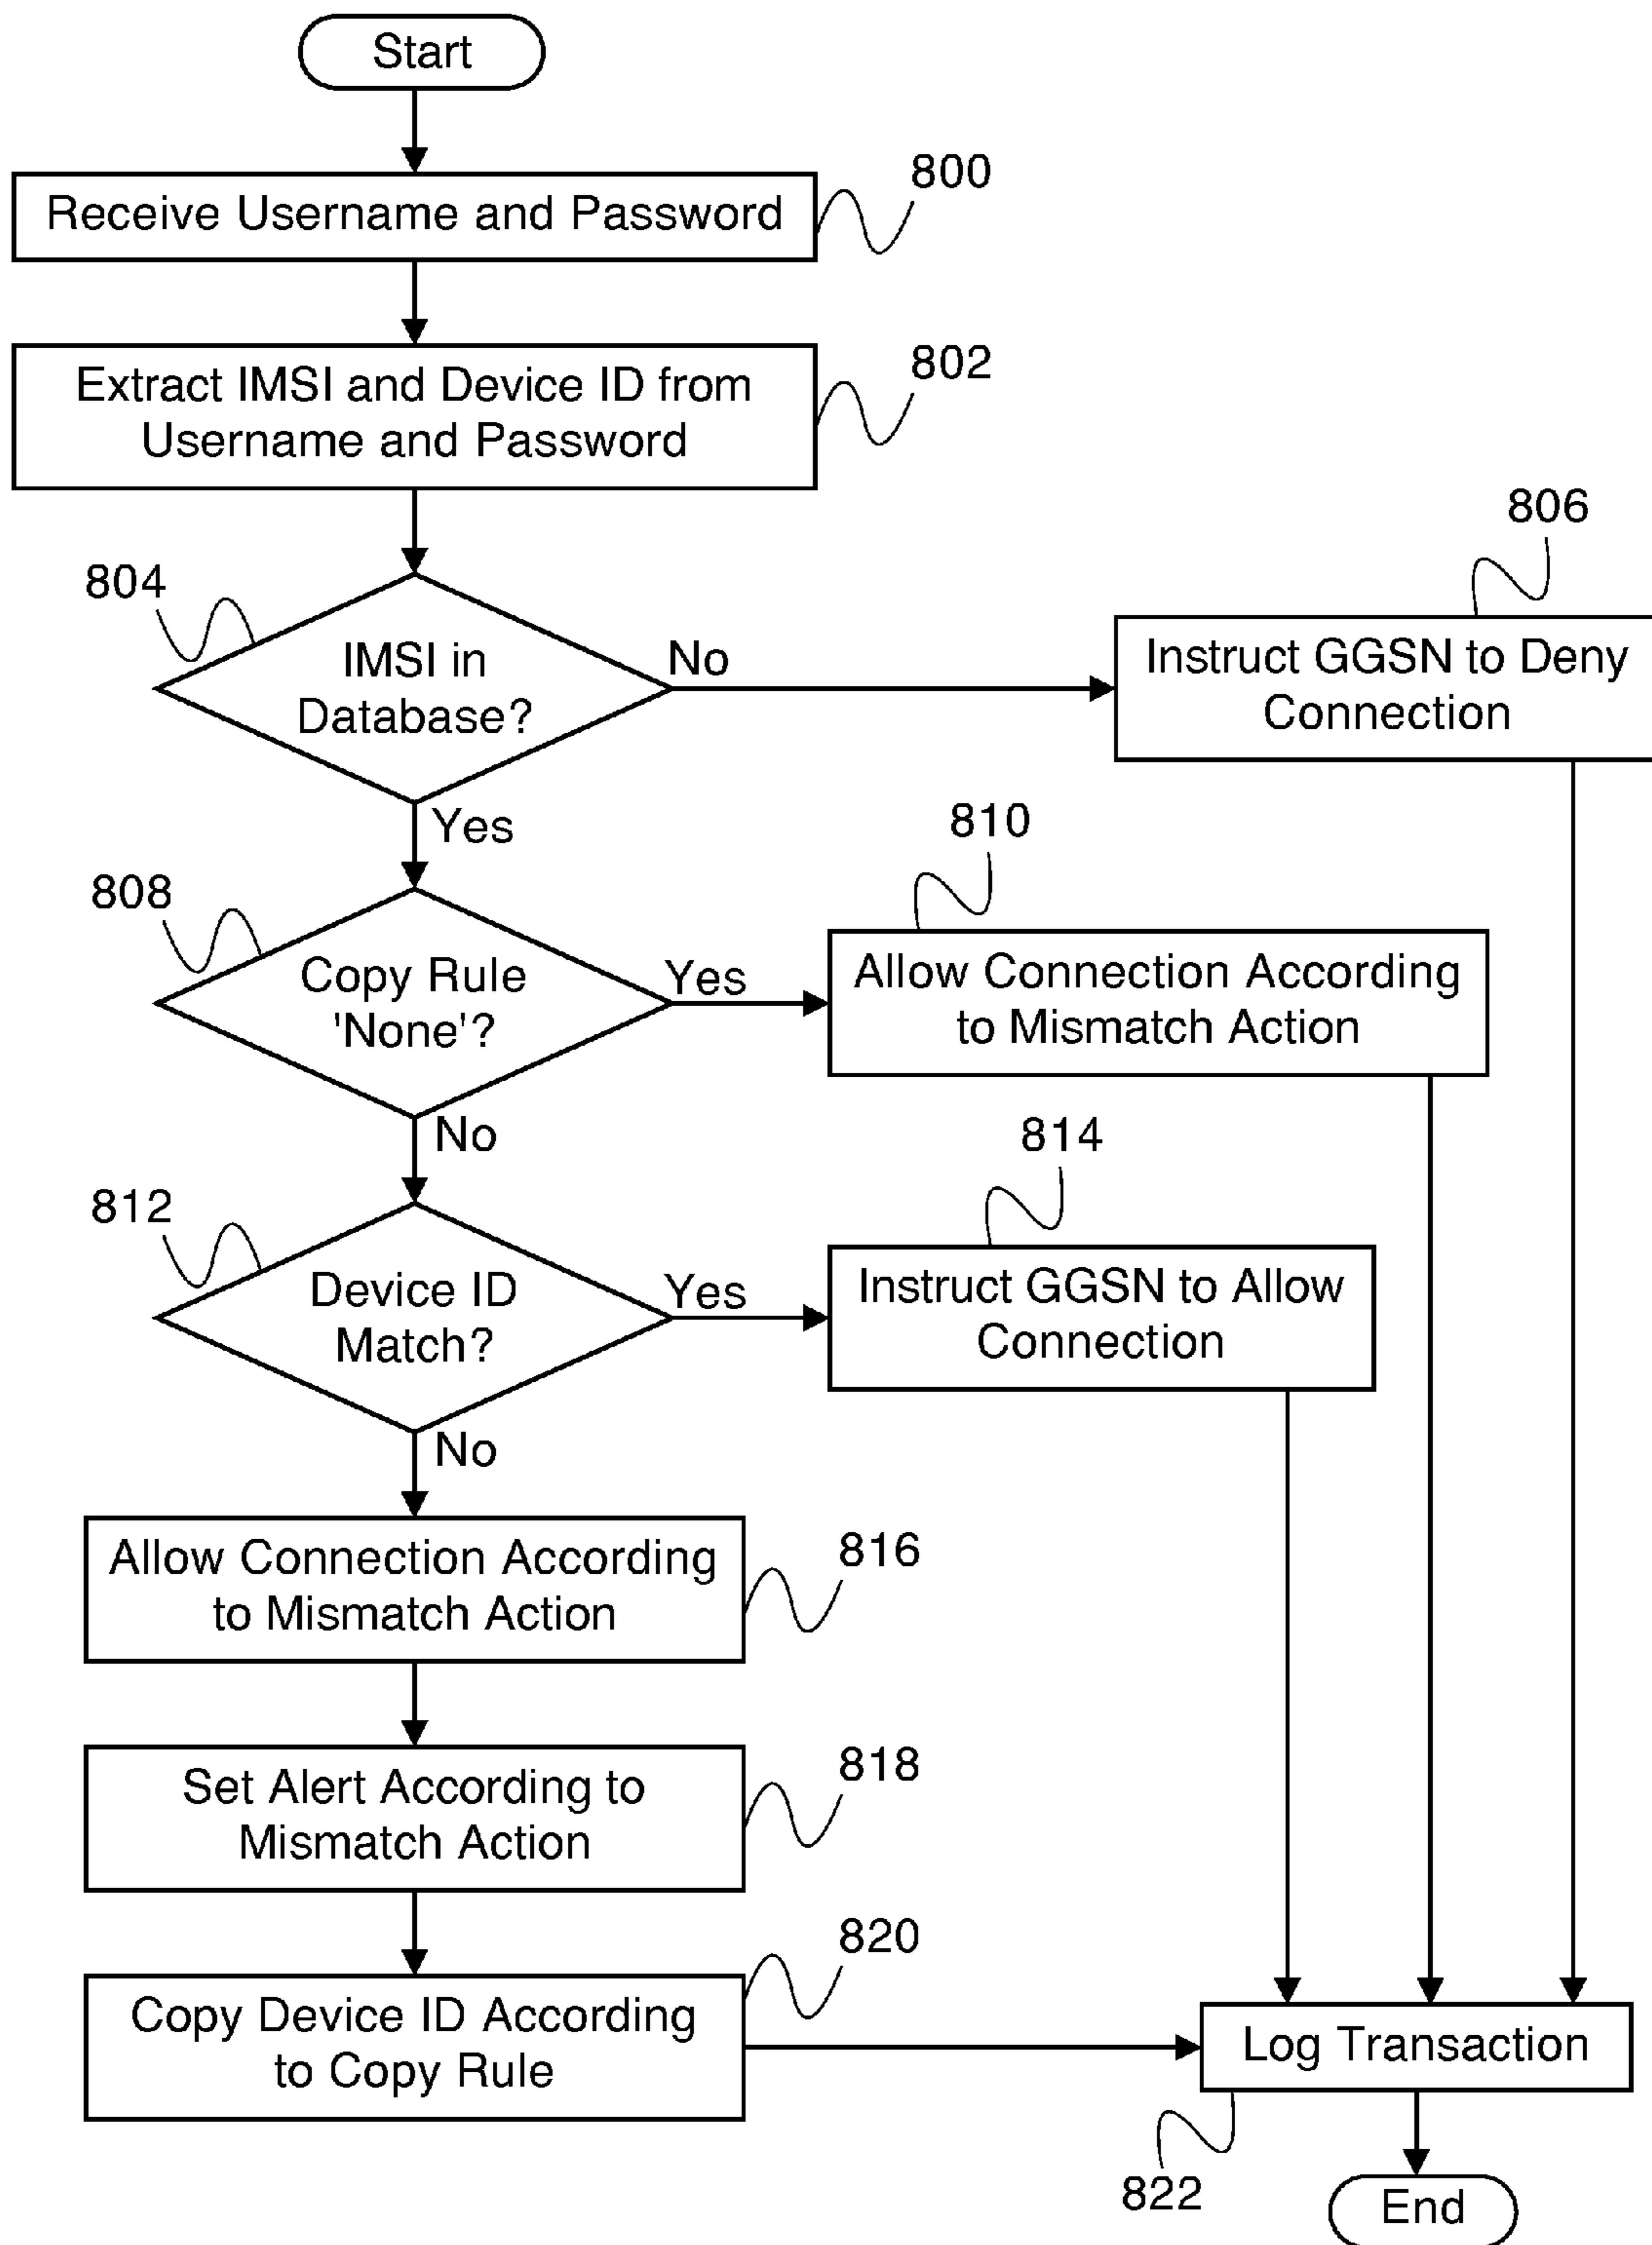 Start
800
Receive Username and Password
802
Extract IMSI and Device ID from
Username and Password
806
804
IMSI in
Database?
No
Instruct GGSN to Deny
Connection
Yes
810
808
Copy Rule
'None'?
Yes
Allow Connection According
to Mismatch Action
No
814
812
Device ID
Match?
Yes
Instruct GGSN to Allow
Connection
No
Allow Connection According
to Mismatch Action
816
Set Alert According to
Mismatch Action
818
820
Copy Device ID According
to Copy Rule
Log Transaction
822
End